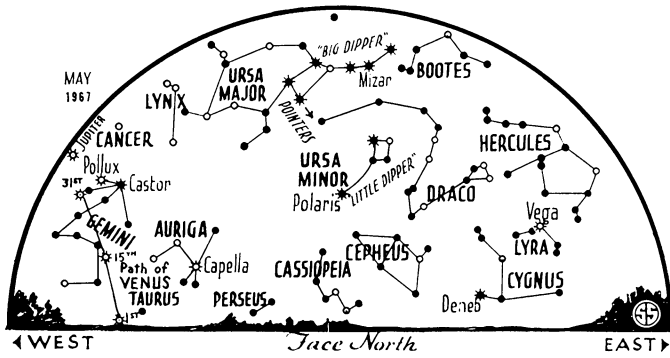 "BIG DIPPER"
MAY
1967
URSA
MAJOR
Mizar
BOOTES
LYNX
POINTERS
JUPITER
CANCER
HERCULES
Pollux
31ST
Castor
URSA
MINOR
Polaris
"LITTLE DIPPER"
DRACO
GEMINI
AURIGA
Vega
LYRA
15TH
Path of
VENUS
Capella
CEPHEUS
CASSIOPEIA
CYGNUS
TAURUS
PERSEUS
Deneb
1ST
WEST
Face North
EAST